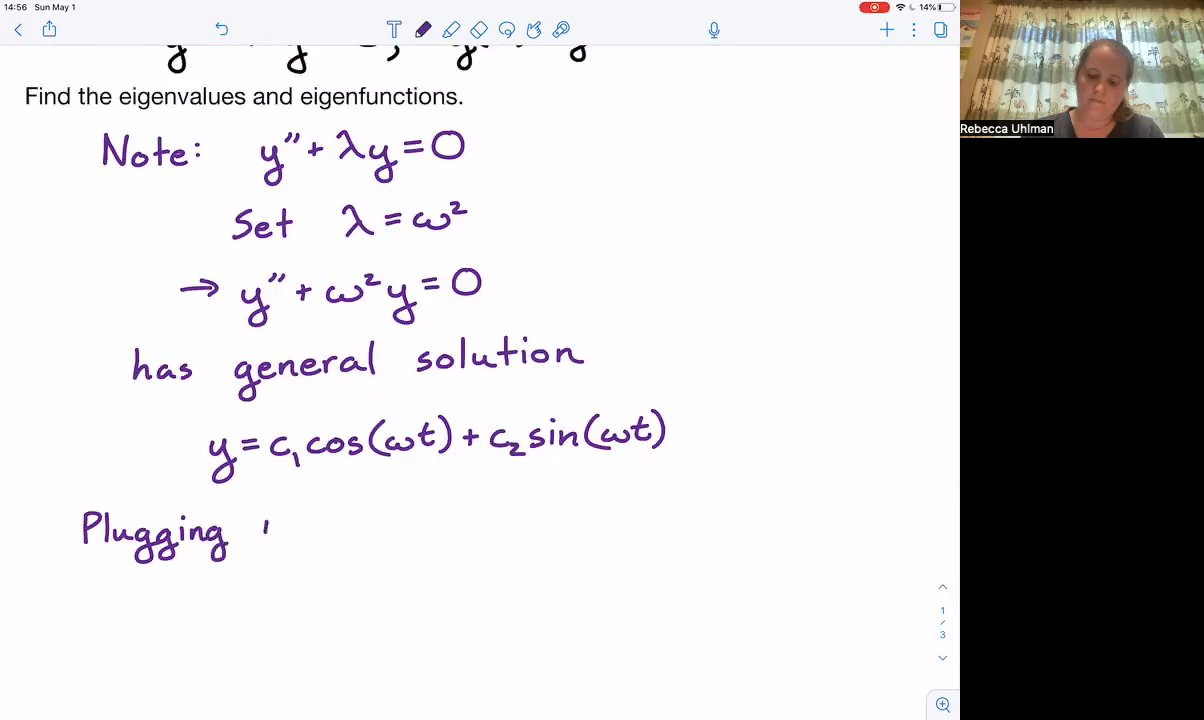 14:56 Sun May 1
14%
Find the eigenvalues and eigenfunctions.
Note: y" + λy = 0
Set λ = ω²
→ y" + ω²y = 0
has general solution
y = c₁cos(ωt) + c₂sin(ωt)
Plugging
1
/
3
Rebecca Uhlman